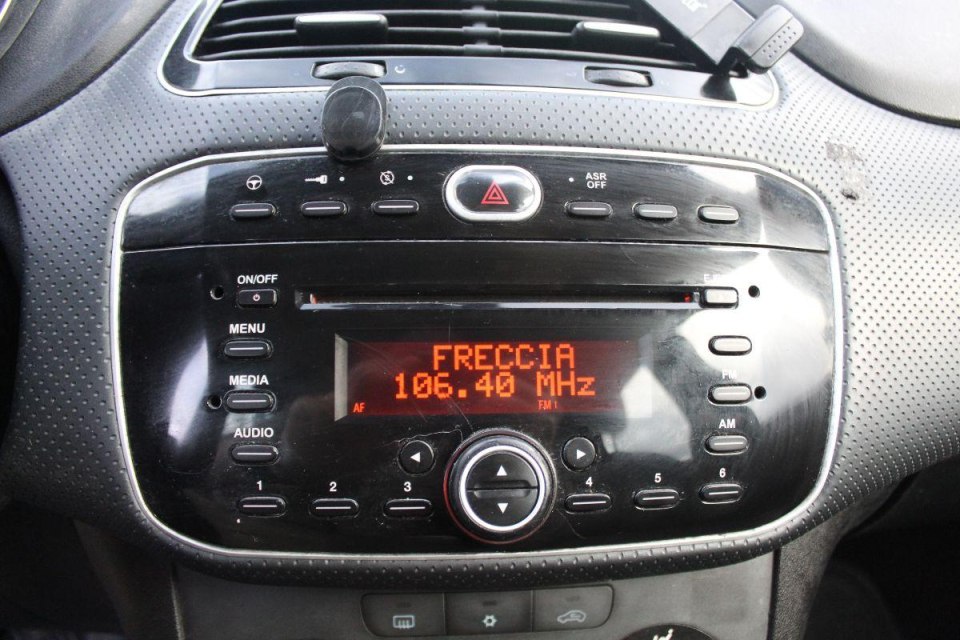 ASR
OFF
ON/OFF
MENU
FREccIA
106.40 MHz
AF
FM 1
MEDIA
FM
AUDIO
AM
1
2
3
4
5
6